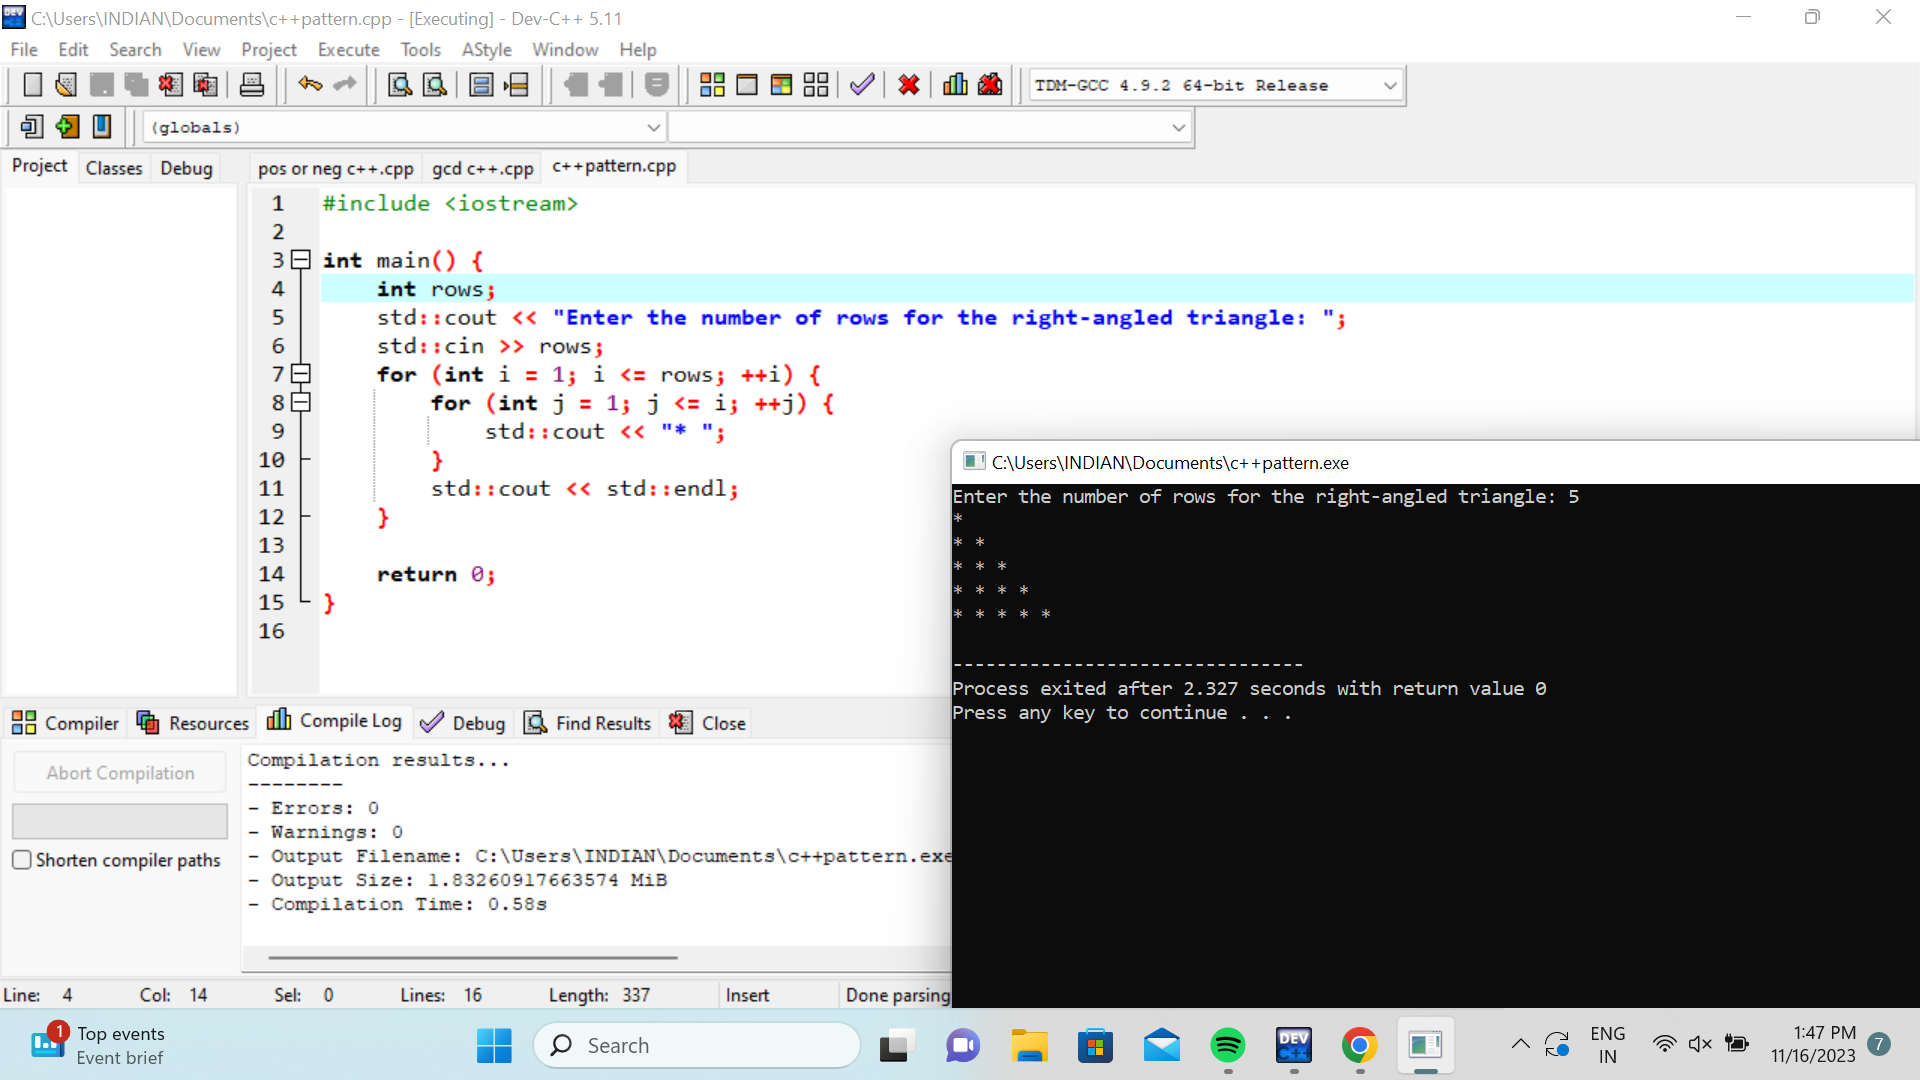 C:\Users\INDIAN\Documents\c++pattern.cpp - [Executing] - Dev-C++ 5.11
File Edit Search View Project Execute Tools AStyle Window Help
TDM-GCC 4.9.2 64-bit Release
(globals)
Project Classes Debug
pos or neg c++.cpp gcd c++.cpp c++pattern.cpp
1 #include <iostream>
2
3 int main() {
4 int rows;
5 std::cout << "Enter the number of rows for the right-angled triangle: ";
6 std::cin >> rows;
7 for (int i = 1; i <= rows; ++i) {
8 for (int j = 1; j <= i; ++j) {
9 std::cout << "* ";
10 }
11 std::cout << std::endl;
12 }
13
14 return 0;
15 }
16
C:\Users\INDIAN\Documents\c++pattern.exe
Enter the number of rows for the right-angled triangle: 5
*
* *
* * *
* * * *
* * * * *
--------------------------------
Process exited after 2.327 seconds with return value 0
Press any key to continue . . .
Compiler Resources Compile Log Debug Find Results Close
Abort Compilation
Shorten compiler paths
Compilation results...
--------
- Errors: 0
- Warnings: 0
- Output Filename: C:\Users\INDIAN\Documents\c++pattern.exe
- Output Size: 1.83260917663574 MiB
- Compilation Time: 0.58s
Line: 4 Col: 14 Sel: 0 Lines: 16 Length: 337 Insert Done parsing
1
Top events
Event brief
Search
DEV
C++
ENG
IN
1:47 PM
11/16/2023
7